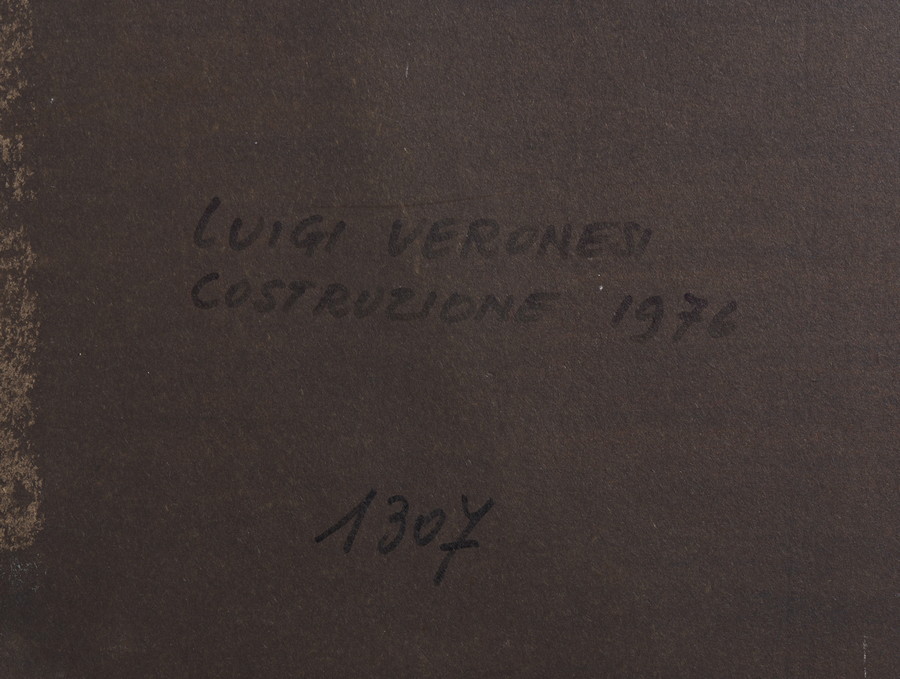 LUIGI VERONESI
COSTRUZIONE 1976
1307